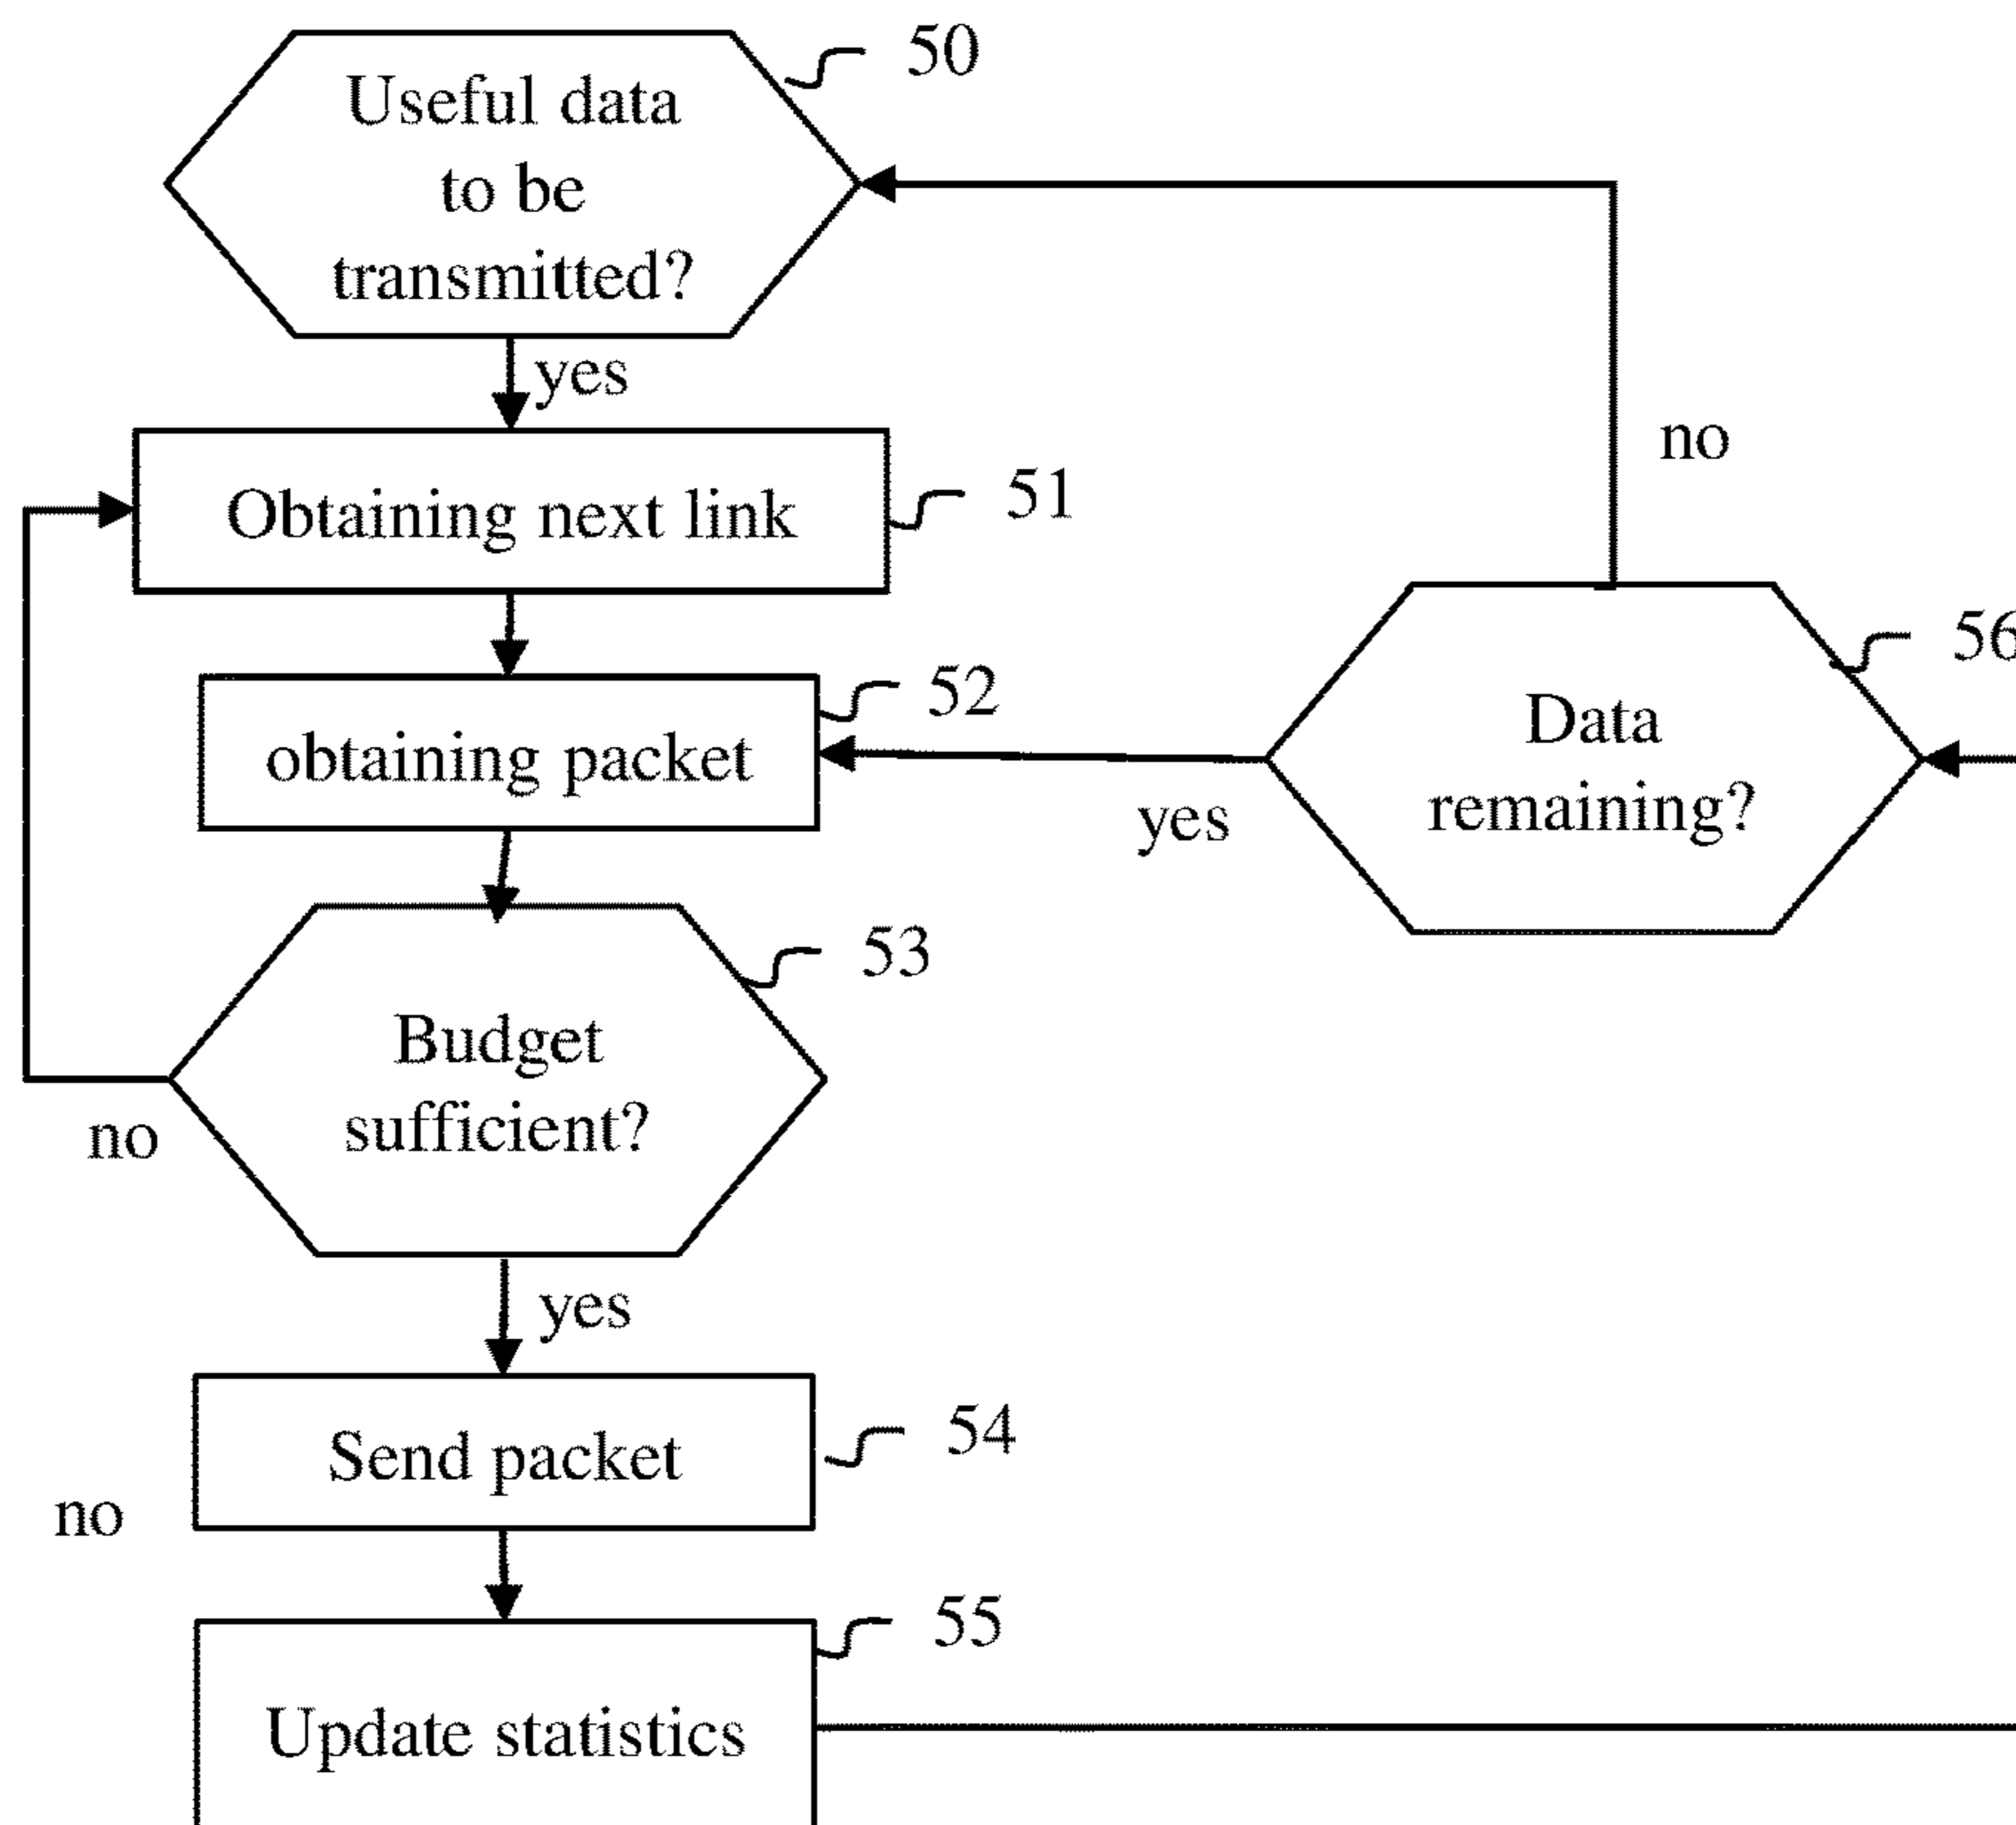 50
Useful data
to be
transmitted?
yes
no
Obtaining next link
51
56
52
Data
remaining?
obtaining packet
yes
53
Budget
sufficient?
no
yes
54
Send packet
no
55
Update statistics